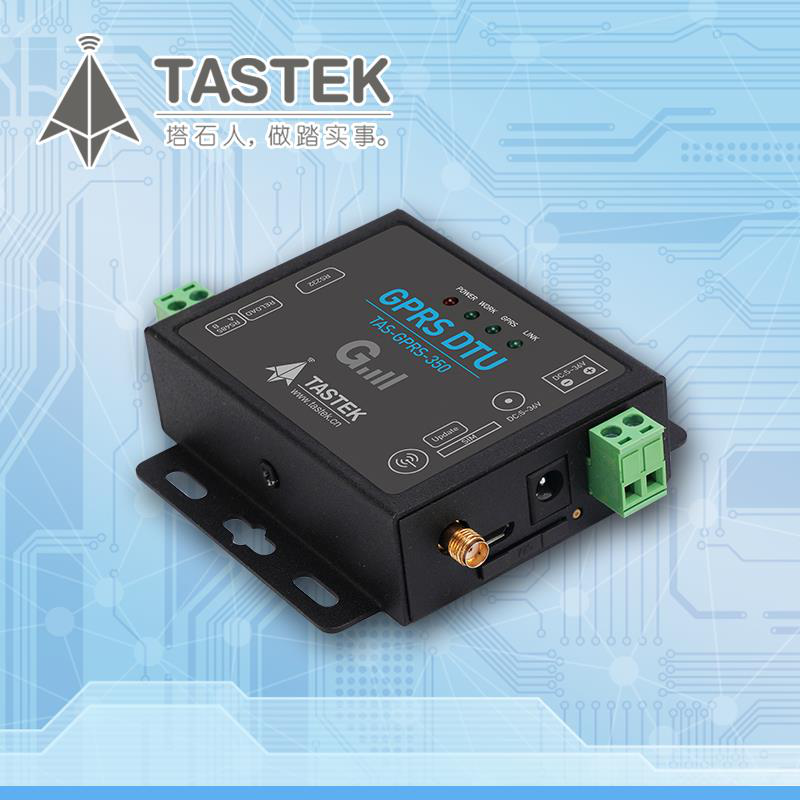 TASTEK
塔石人,做踏实事。
RS232
RELOAD
RS485
A B
GPRS DTU
TAS-GPRS-350
POWER WORK GPRS LINK
G
® TASTEK
www.tastek.cn
Update
SIM
DC:5~36V
DC:5~36V